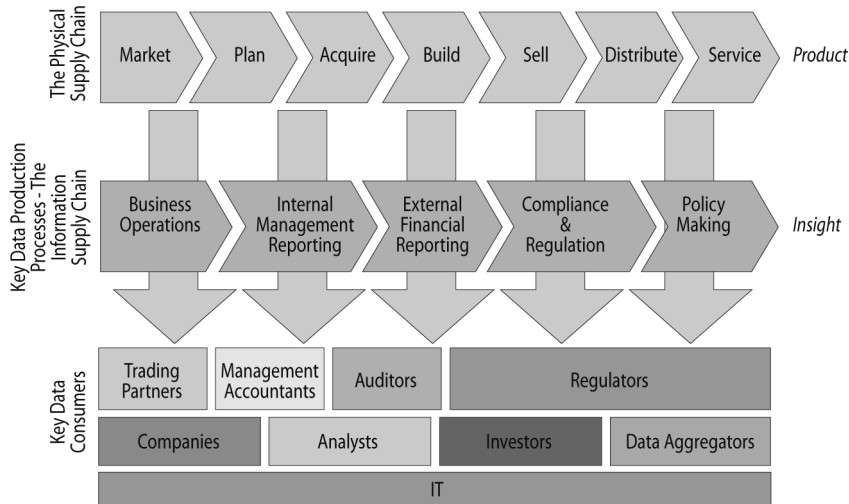 The Physical
Supply Chain
Market
Plan
Acquire
Build
Sell
Distribute
Service
Product
Key Data Production
Processes - The
Information
Supply Chain
Business
Operations
Internal
Management
Reporting
External
Financial
Reporting
Compliance
&
Regulation
Policy
Making
Insight
Key Data
Consumers
Trading
Partners
Management
Accountants
Auditors
Regulators
Companies
Analysts
Investors
Data Aggregators
IT